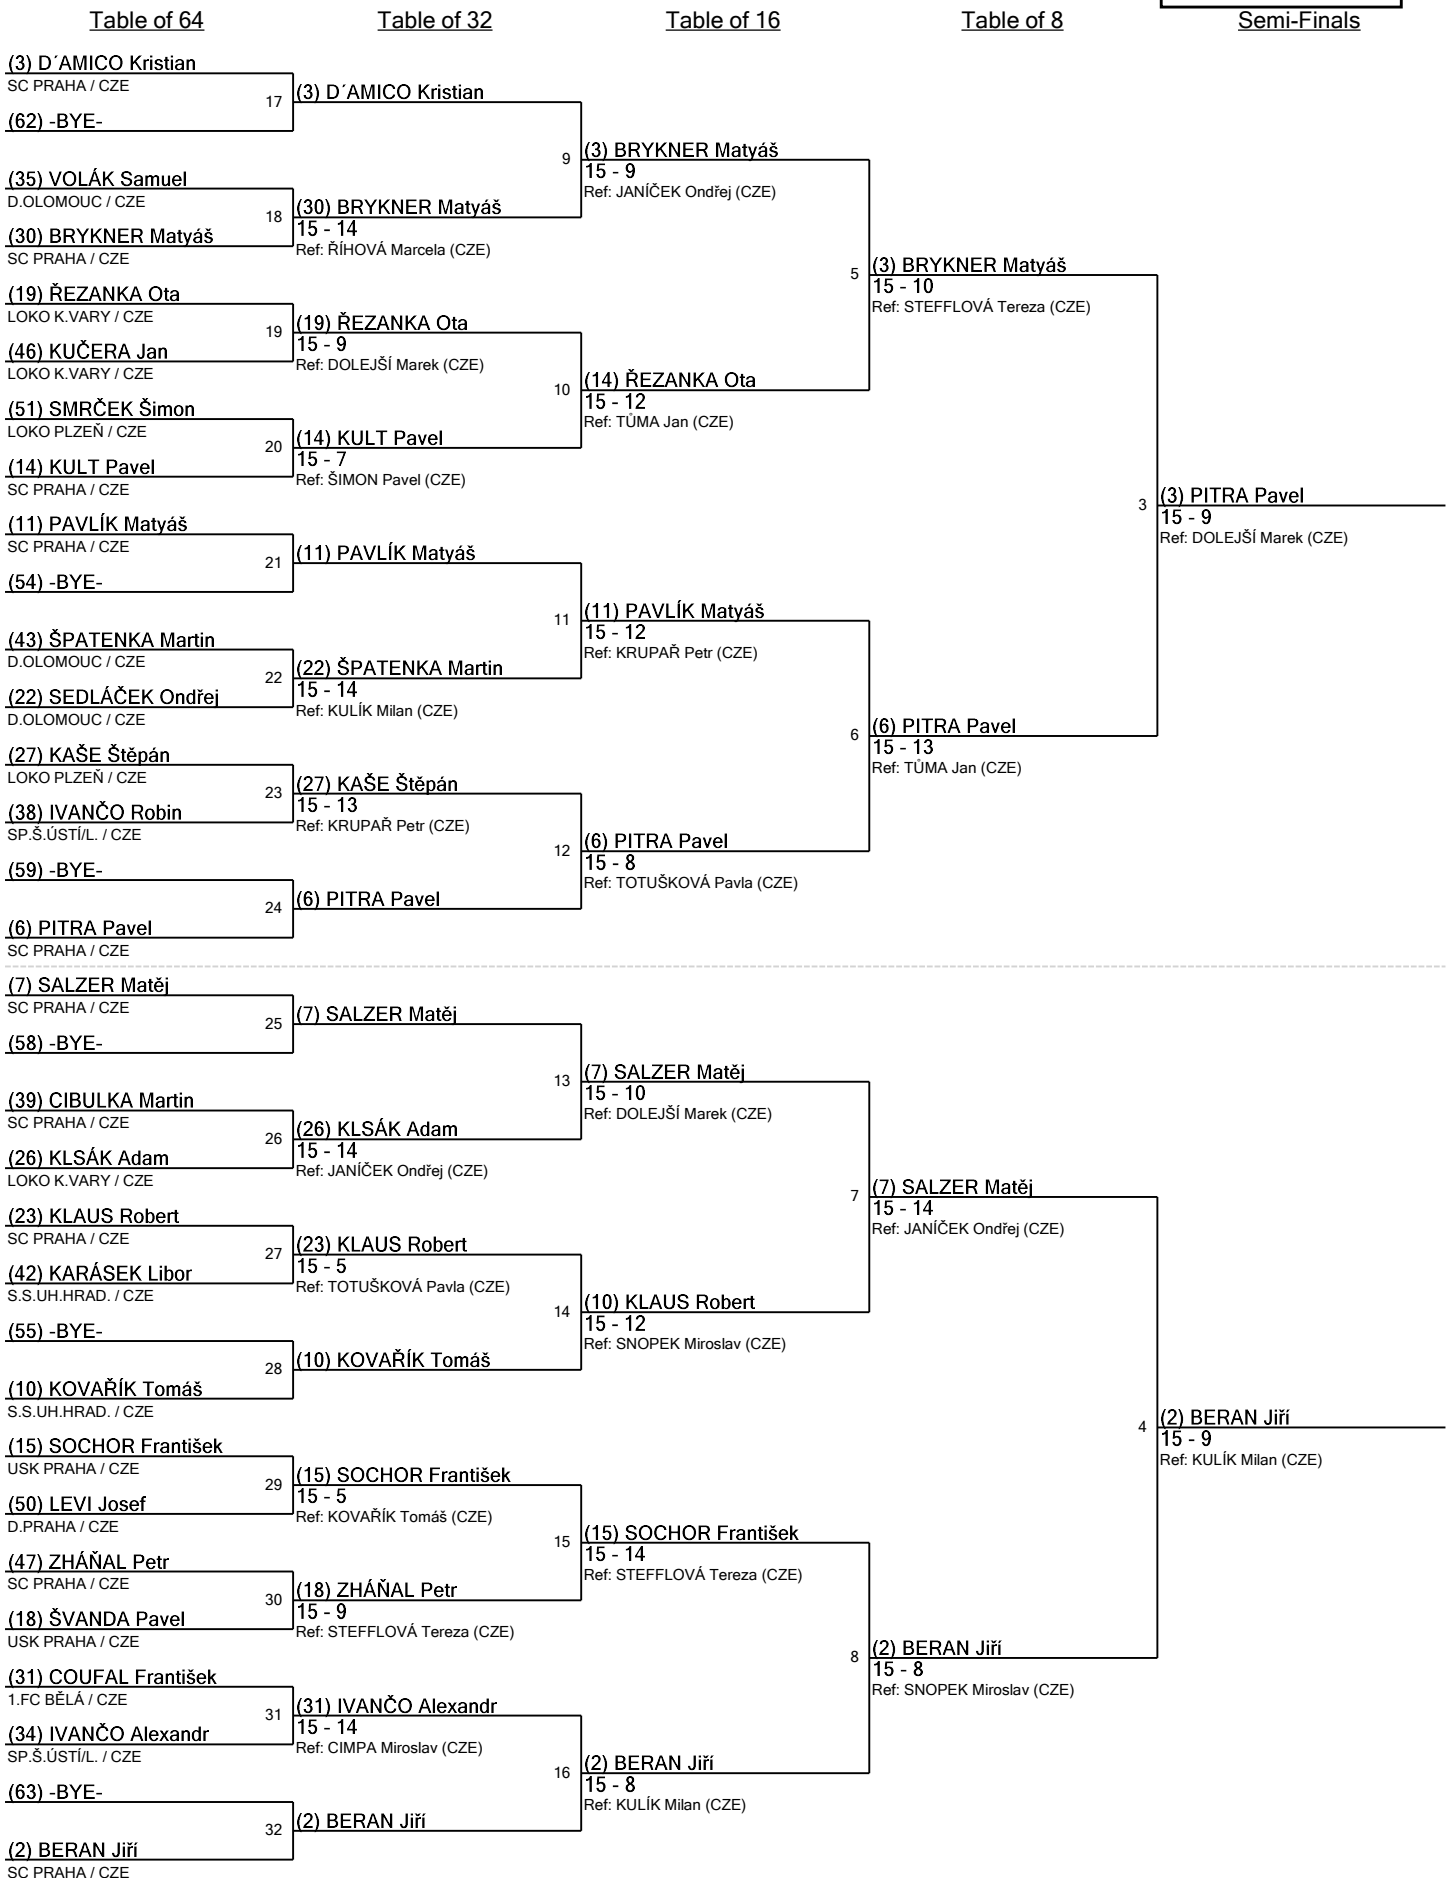 Table of 64
Table of 32
Table of 16
Table of 8
Semi-Finals
(3) D´AMICO Kristian
SC PRAHA / CZE
(62) -BYE-
(35) VOLÁK Samuel
D.OLOMOUC / CZE
(30) BRYKNER Matyáš
SC PRAHA / CZE
(19) ŘEZANKA Ota
LOKO K.VARY / CZE
(46) KUČERA Jan
LOKO K.VARY / CZE
(51) SMRČEK Šimon
LOKO PLZEŇ / CZE
(14) KULT Pavel
SC PRAHA / CZE
(11) PAVLÍK Matyáš
SC PRAHA / CZE
(54) -BYE-
(43) ŠPATENKA Martin
D.OLOMOUC / CZE
(22) SEDLÁČEK Ondřej
D.OLOMOUC / CZE
(27) KAŠE Štěpán
LOKO PLZEŇ / CZE
(38) IVANČO Robin
SP.Š.ÚSTÍ/L. / CZE
(59) -BYE-
(6) PITRA Pavel
SC PRAHA / CZE
(7) SALZER Matěj
SC PRAHA / CZE
(58) -BYE-
(39) CIBULKA Martin
SC PRAHA / CZE
(26) KLSÁK Adam
LOKO K.VARY / CZE
(23) KLAUS Robert
SC PRAHA / CZE
(42) KARÁSEK Libor
S.S.UH.HRAD. / CZE
(55) -BYE-
(10) KOVAŘÍK Tomáš
S.S.UH.HRAD. / CZE
(15) SOCHOR František
USK PRAHA / CZE
(50) LEVI Josef
D.PRAHA / CZE
(47) ZHÁŇAL Petr
SC PRAHA / CZE
(18) ŠVANDA Pavel
USK PRAHA / CZE
(31) COUFAL František
1.FC BĚLÁ / CZE
(34) IVANČO Alexandr
SP.Š.ÚSTÍ/L. / CZE
(63) -BYE-
(2) BERAN Jiří
SC PRAHA / CZE
17
(3) D´AMICO Kristian
18
(30) BRYKNER Matyáš
15 - 14
Ref: ŘÍHOVÁ Marcela (CZE)
19
(19) ŘEZANKA Ota
15 - 9
Ref: DOLEJŠÍ Marek (CZE)
20
(14) KULT Pavel
15 - 7
Ref: ŠIMON Pavel (CZE)
21
(11) PAVLÍK Matyáš
22
(22) ŠPATENKA Martin
15 - 14
Ref: KULÍK Milan (CZE)
23
(27) KAŠE Štěpán
15 - 13
Ref: KRUPAŘ Petr (CZE)
24
(6) PITRA Pavel
25
(7) SALZER Matěj
26
(26) KLSÁK Adam
15 - 14
Ref: JANÍČEK Ondřej (CZE)
27
(23) KLAUS Robert
15 - 5
Ref: TOTUŠKOVÁ Pavla (CZE)
28
(10) KOVAŘÍK Tomáš
29
(15) SOCHOR František
15 - 5
Ref: KOVAŘÍK Tomáš (CZE)
30
(18) ZHÁŇAL Petr
15 - 9
Ref: STEFFLOVÁ Tereza (CZE)
31
(31) IVANČO Alexandr
15 - 14
Ref: CIMPA Miroslav (CZE)
32
(2) BERAN Jiří
9
(3) BRYKNER Matyáš
15 - 9
Ref: JANÍČEK Ondřej (CZE)
10
(14) ŘEZANKA Ota
15 - 12
Ref: TŮMA Jan (CZE)
11
(11) PAVLÍK Matyáš
15 - 12
Ref: KRUPAŘ Petr (CZE)
12
(6) PITRA Pavel
15 - 8
Ref: TOTUŠKOVÁ Pavla (CZE)
13
(7) SALZER Matěj
15 - 10
Ref: DOLEJŠÍ Marek (CZE)
14
(10) KLAUS Robert
15 - 12
Ref: SNOPEK Miroslav (CZE)
15
(15) SOCHOR František
15 - 14
Ref: STEFFLOVÁ Tereza (CZE)
16
(2) BERAN Jiří
15 - 8
Ref: KULÍK Milan (CZE)
5
(3) BRYKNER Matyáš
15 - 10
Ref: STEFFLOVÁ Tereza (CZE)
6
(6) PITRA Pavel
15 - 13
Ref: TŮMA Jan (CZE)
7
(7) SALZER Matěj
15 - 14
Ref: JANÍČEK Ondřej (CZE)
8
(2) BERAN Jiří
15 - 8
Ref: SNOPEK Miroslav (CZE)
3
(3) PITRA Pavel
15 - 9
Ref: DOLEJŠÍ Marek (CZE)
4
(2) BERAN Jiří
15 - 9
Ref: KULÍK Milan (CZE)